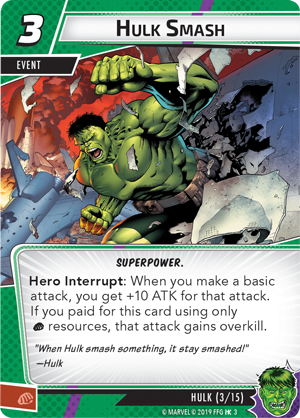 3
HULK SMASH
EVENT
SUPERPOWER.
Hero Interrupt: When you make a basic
attack, you get +10 ATK for that attack.
If you paid for this card using only
resources, that attack gains overkill.
"When Hulk smash something, it stay smashed!"
—Hulk
HULK (3/15)
© MARVEL © 2019 FFG HK 3